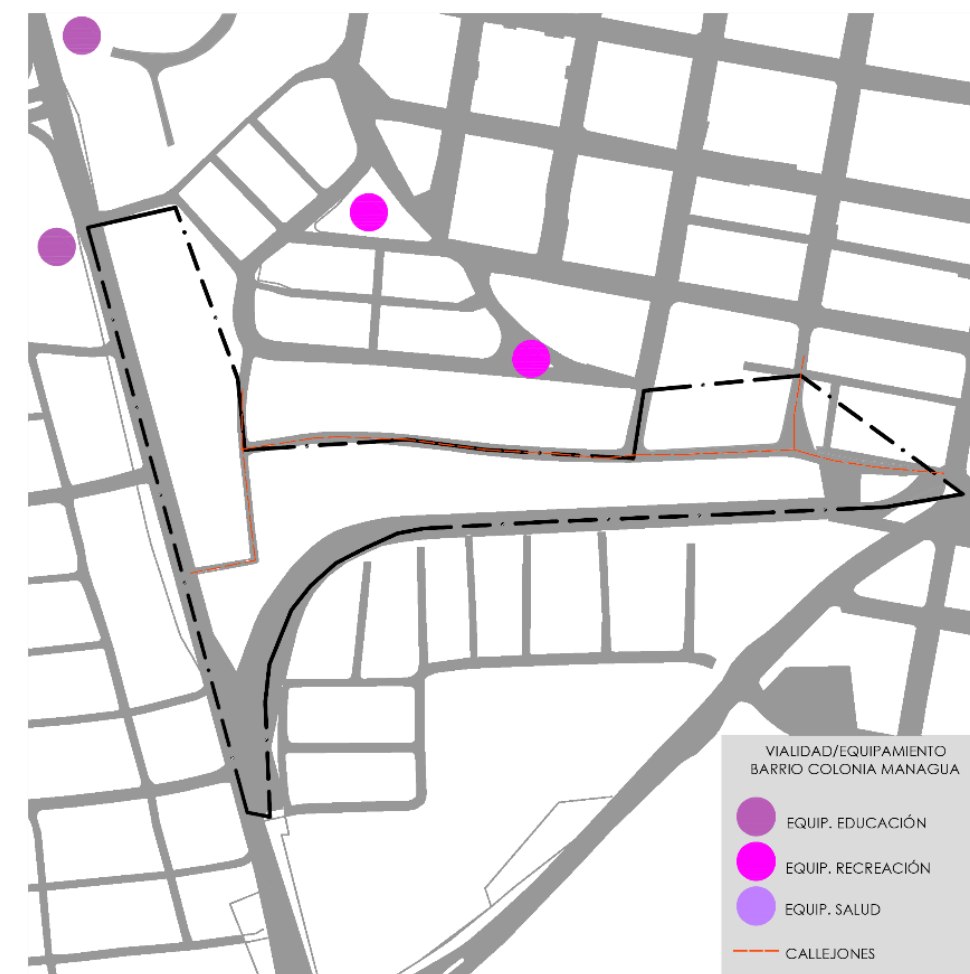 VIALIDAD/EQUIPAMIENTO
BARRIO COLONIA MANAGUA
EQUIP. EDUCACIÓN
EQUIP. RECREACIÓN
EQUIP. SALUD
CALLEJONES